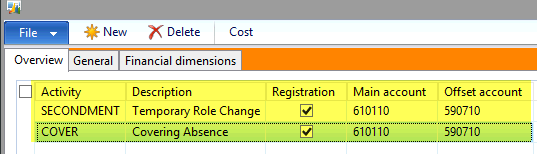 File New Delete Cost
Overview General Financial dimensions
Activity Description Registration Main account Offset account
SECONDMENT Temporary Role Change 610110 590710
COVER Covering Absence 610110 590710